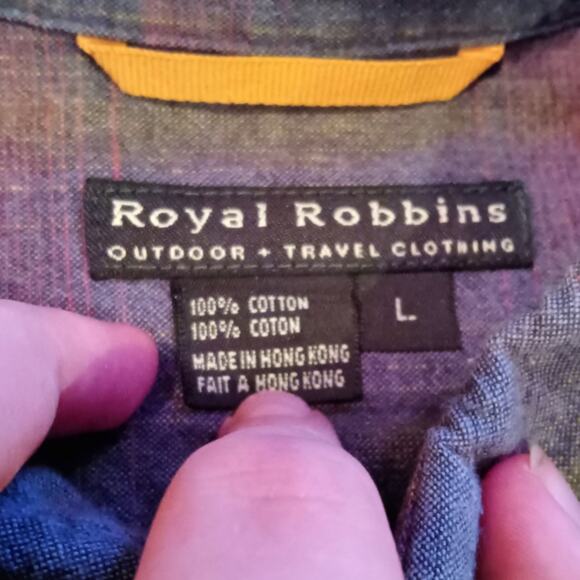 Royal Robbins
OUTDOOR + TRAVEL CLOTHING
100% COTTON
100% COTON
MADE IN HONG KONG
FAIT A HONG KONG
L